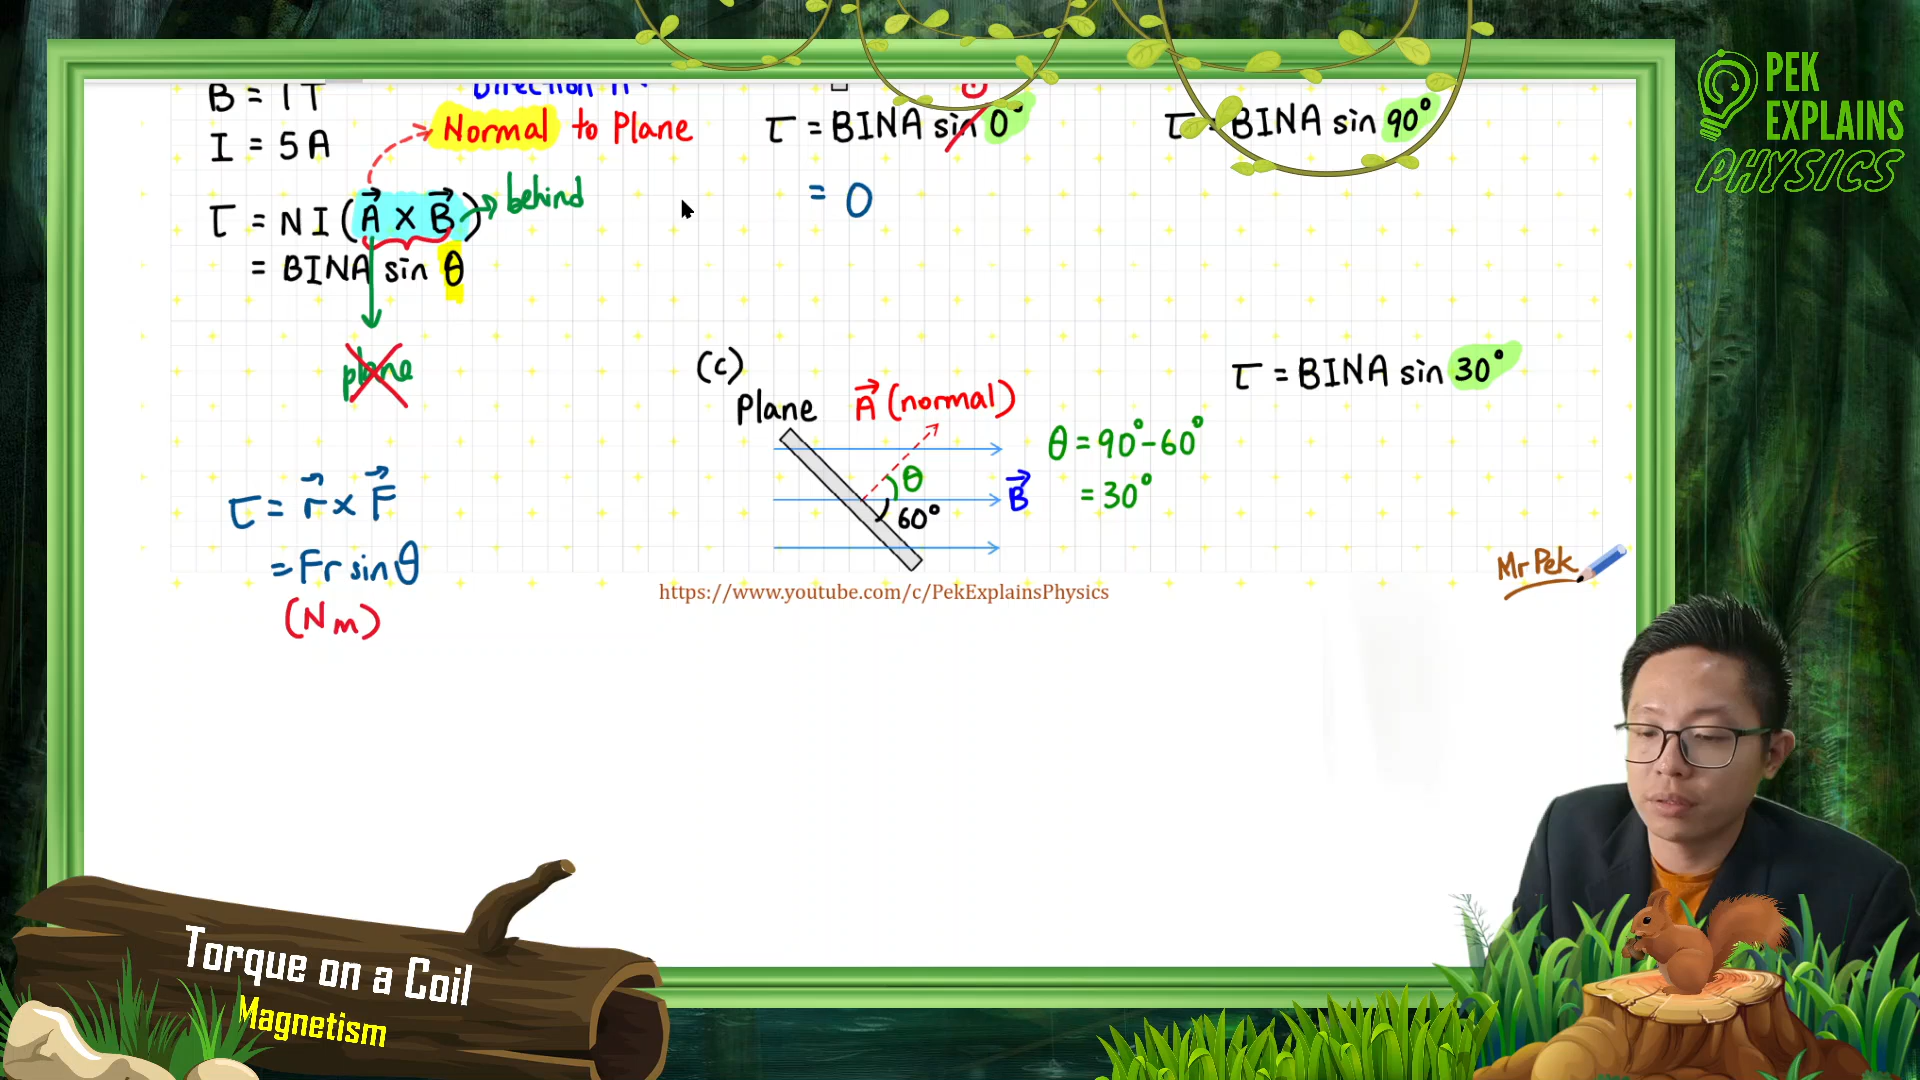 B = 1 T
I = 5 A
Normal to Plane
τ = NI(A⃗ × B⃗)
behind
= BINA sin θ
plane
τ = r⃗ × F⃗
= Fr sin θ
(Nm)
τ = BINA sin 0°
= 0
τ = BINA sin 90°
(c)
Plane
A⃗ (normal)
θ
60°
B⃗
θ = 90° - 60°
= 30°
τ = BINA sin 30°
Mr Pek
https://www.youtube.com/c/PekExplainsPhysics
PEK
EXPLAINS
PHYSICS
Torque on a Coil
Magnetism